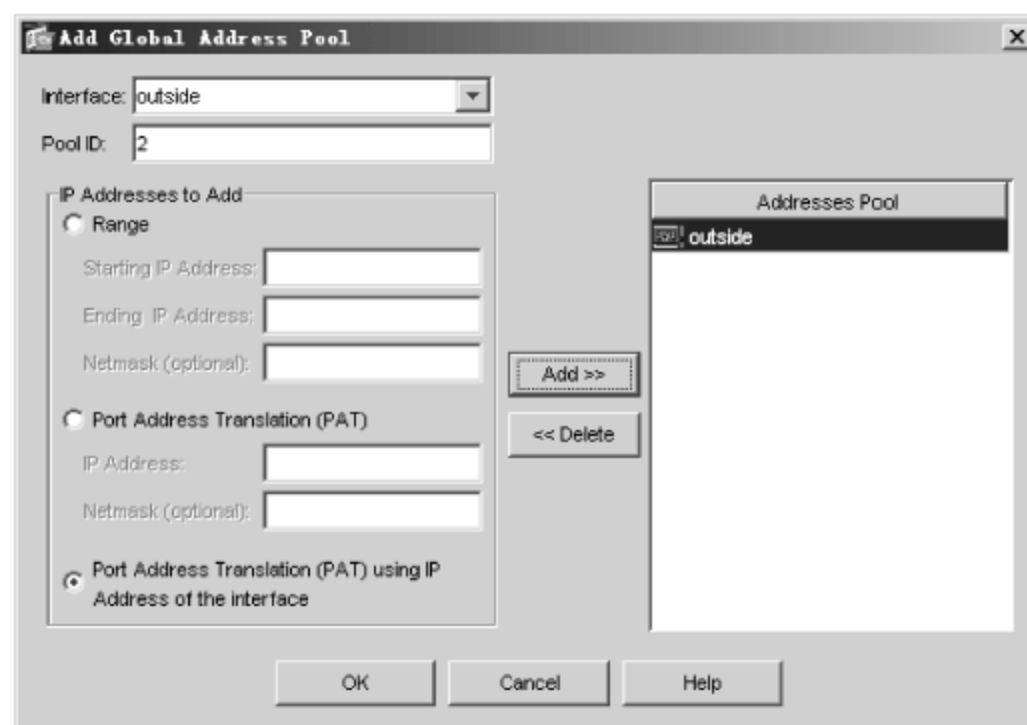 Add Global Address Pool
Interface: outside
Pool ID: 2
IP Addresses to Add
Range
Starting IP Address:
Ending IP Address:
Netmask (optional):
Port Address Translation (PAT)
IP Address:
Netmask (optional):
Port Address Translation (PAT) using IP
Address of the interface
Add >>
<< Delete
Addresses Pool
outside
OK
Cancel
Help